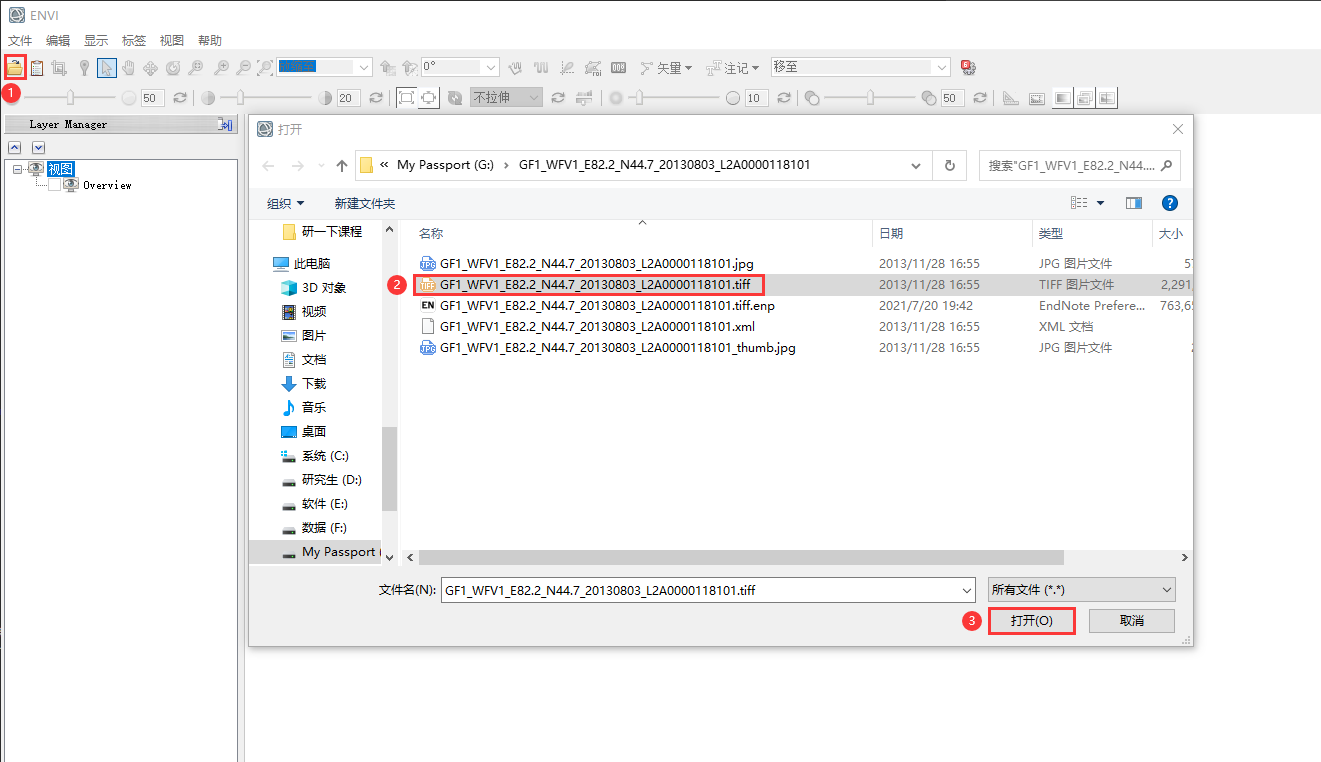 ENVI
文件 编辑 显示 标签 视图 帮助
0° 矢量 注记 移至
1
50 20 不拉伸 10 50
Layer Manager
视图
Overview
打开
« My Passport (G:) › GF1_WFV1_E82.2_N44.7_20130803_L2A0000118101
搜索"GF1_WFV1_E82.2_N44....
组织 新建文件夹
研一下课程
此电脑
3D 对象
视频
图片
文档
下载
音乐
桌面
系统 (C:)
研究生 (D:)
软件 (E:)
数据 (F:)
My Passport (
名称 日期 类型 大小
GF1_WFV1_E82.2_N44.7_20130803_L2A0000118101.jpg 2013/11/28 16:55 JPG 图片文件
2 GF1_WFV1_E82.2_N44.7_20130803_L2A0000118101.tiff 2013/11/28 16:55 TIFF 图片文件 2,291,
EN GF1_WFV1_E82.2_N44.7_20130803_L2A0000118101.tiff.enp 2021/7/20 19:42 EndNote Prefere... 763,6
GF1_WFV1_E82.2_N44.7_20130803_L2A0000118101.xml 2013/11/28 16:55 XML 文档
GF1_WFV1_E82.2_N44.7_20130803_L2A0000118101_thumb.jpg 2013/11/28 16:55 JPG 图片文件
文件名(N): GF1_WFV1_E82.2_N44.7_20130803_L2A0000118101.tiff 所有文件 (*.*)
3 打开(O) 取消